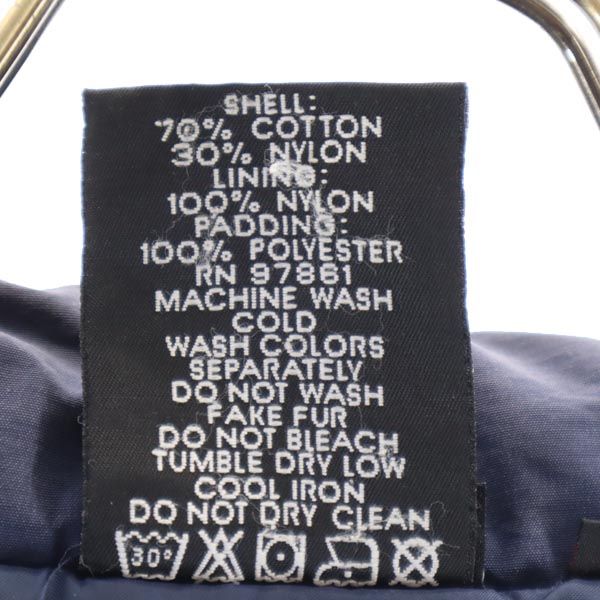 SHELL:
70% COTTON
30% NYLON
LINING:
100% NYLON
PADDING:
100% POLYESTER
RN 97861
MACHINE WASH
COLD
WASH COLORS
SEPARATELY
DO NOT WASH
FAKE FUR
DO NOT BLEACH
TUMBLE DRY LOW
COOL IRON
DO NOT DRY CLEAN
30°